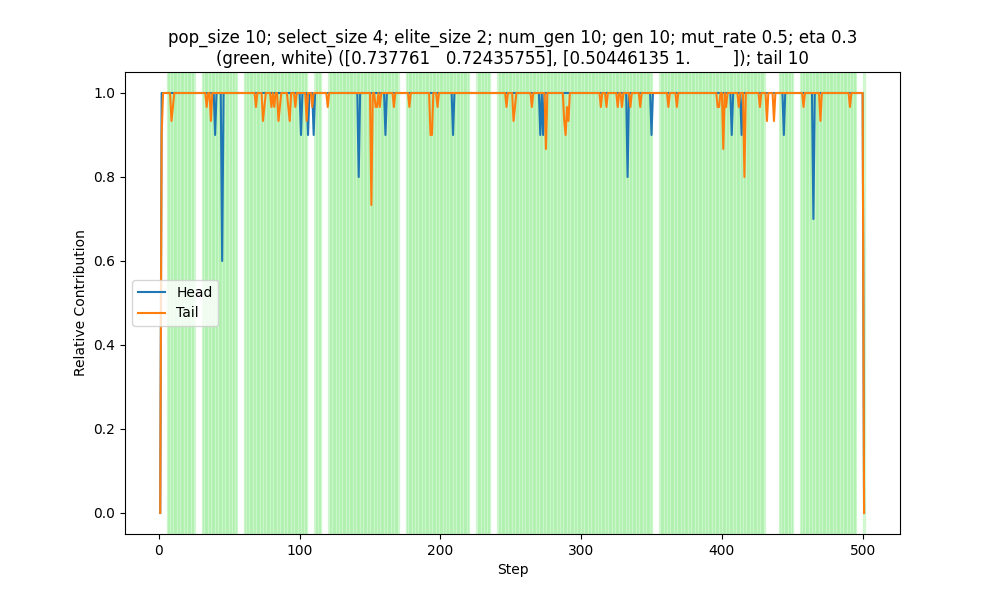 pop_size 10; select_size 4; elite_size 2; num_gen 10; gen 10; mut_rate 0.5; eta 0.3
(green, white) ([0.737761   0.72435755], [0.50446135 1.        ]); tail 10
1.0
0.8
0.6
0.4
0.2
0.0
Relative Contribution
Head
Tail
0
100
200
300
400
500
Step